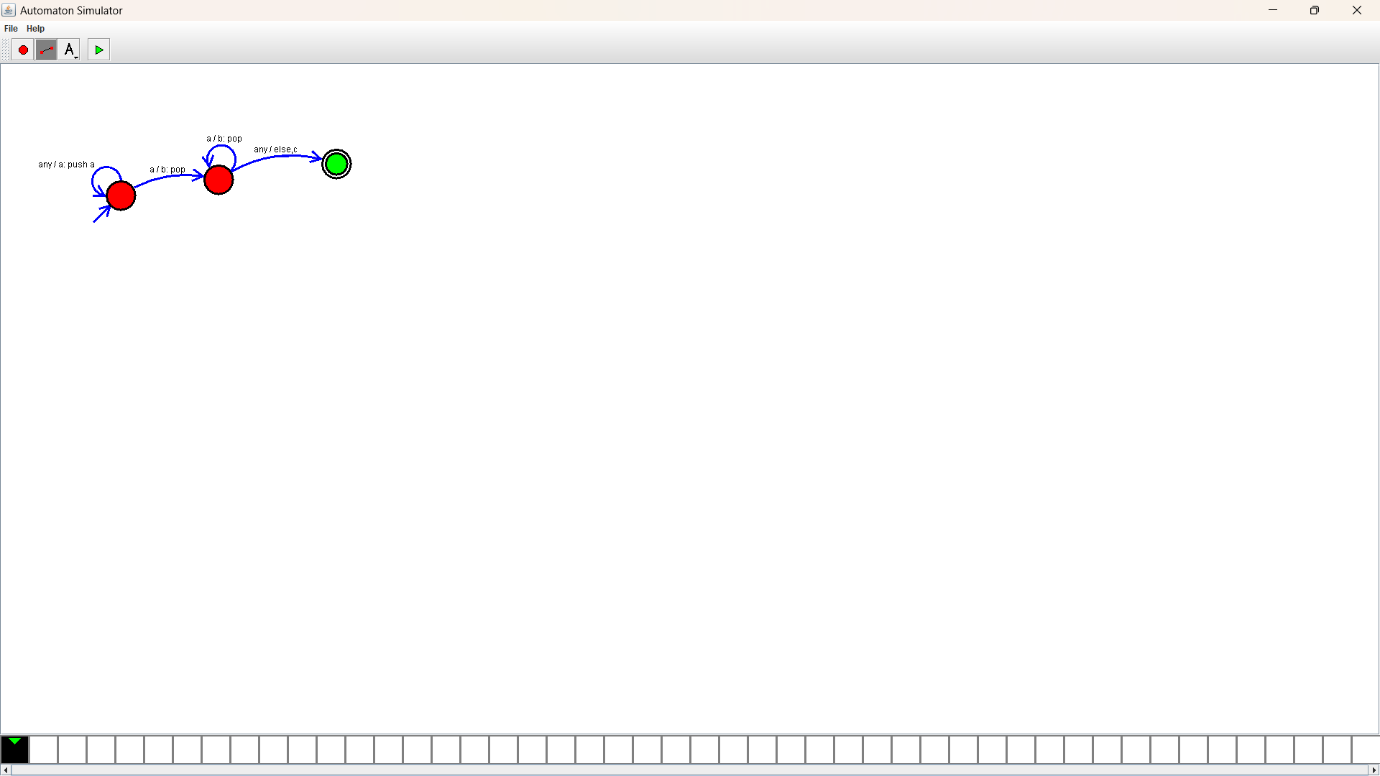 Automaton Simulator
File Help
A
a / b: pop
any / else,c
any / a: push a
a / b: pop